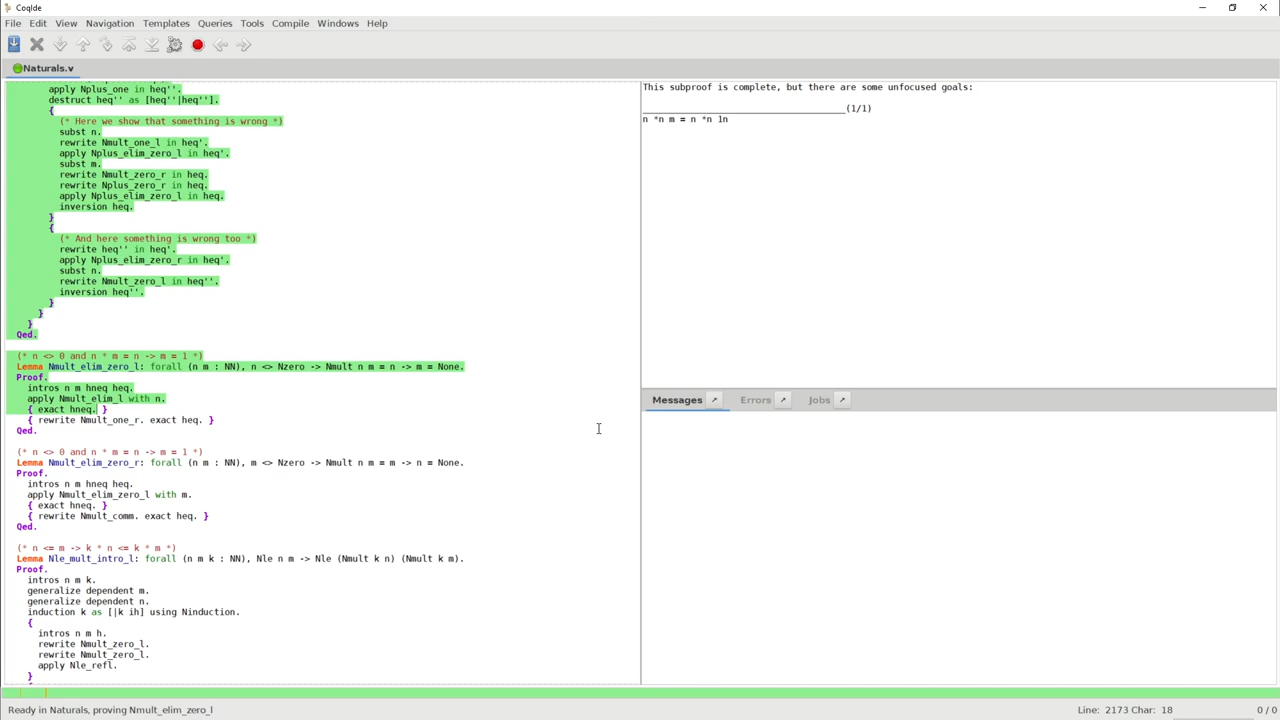 CoqIde
File Edit View Navigation Templates Queries Tools Compile Windows Help
Naturals.v
apply Nplus_one in heq''.
destruct heq'' as [heq''|heq''].
{
(* Here we show that something is wrong *)
subst n.
rewrite Nmult_one_l in heq'.
apply Nplus_elim_zero_l in heq'.
subst m.
rewrite Nmult_zero_r in heq.
rewrite Nplus_zero_r in heq.
apply Nplus_elim_zero_l in heq.
inversion heq.
}
{
(* And here something is wrong too *)
rewrite heq'' in heq'.
apply Nplus_elim_zero_r in heq'.
subst n.
rewrite Nmult_zero_l in heq''.
inversion heq''.
}
}
}
Qed.
(* n <> 0 and n * m = n -> m = 1 *)
Lemma Nmult_elim_zero_l: forall (n m : NN), n <> Nzero -> Nmult n m = n -> m = None.
Proof.
intros n m hneq heq.
apply Nmult_elim_l with n.
{ exact hneq. }
{ rewrite Nmult_one_r. exact heq. }
Qed.
(* n <> 0 and n * m = n -> m = 1 *)
Lemma Nmult_elim_zero_r: forall (n m : NN), m <> Nzero -> Nmult n m = m -> n = None.
Proof.
intros n m hneq heq.
apply Nmult_elim_zero_l with m.
{ exact hneq. }
{ rewrite Nmult_comm. exact heq. }
Qed.
(* n <= m -> k * n <= k * m *)
Lemma Nle_mult_intro_l: forall (n m k : NN), Nle n m -> Nle (Nmult k n) (Nmult k m).
Proof.
intros n m k.
generalize dependent m.
generalize dependent n.
induction k as [|k ih] using Ninduction.
{
intros n m h.
rewrite Nmult_zero_l.
rewrite Nmult_zero_l.
apply Nle_refl.
}
This subproof is complete, but there are some unfocused goals:
______________________________________(1/1)
n *n m = n *n 1n
Messages Errors Jobs
Ready in Naturals, proving Nmult_elim_zero_l
Line: 2173 Char: 18
0 / 0